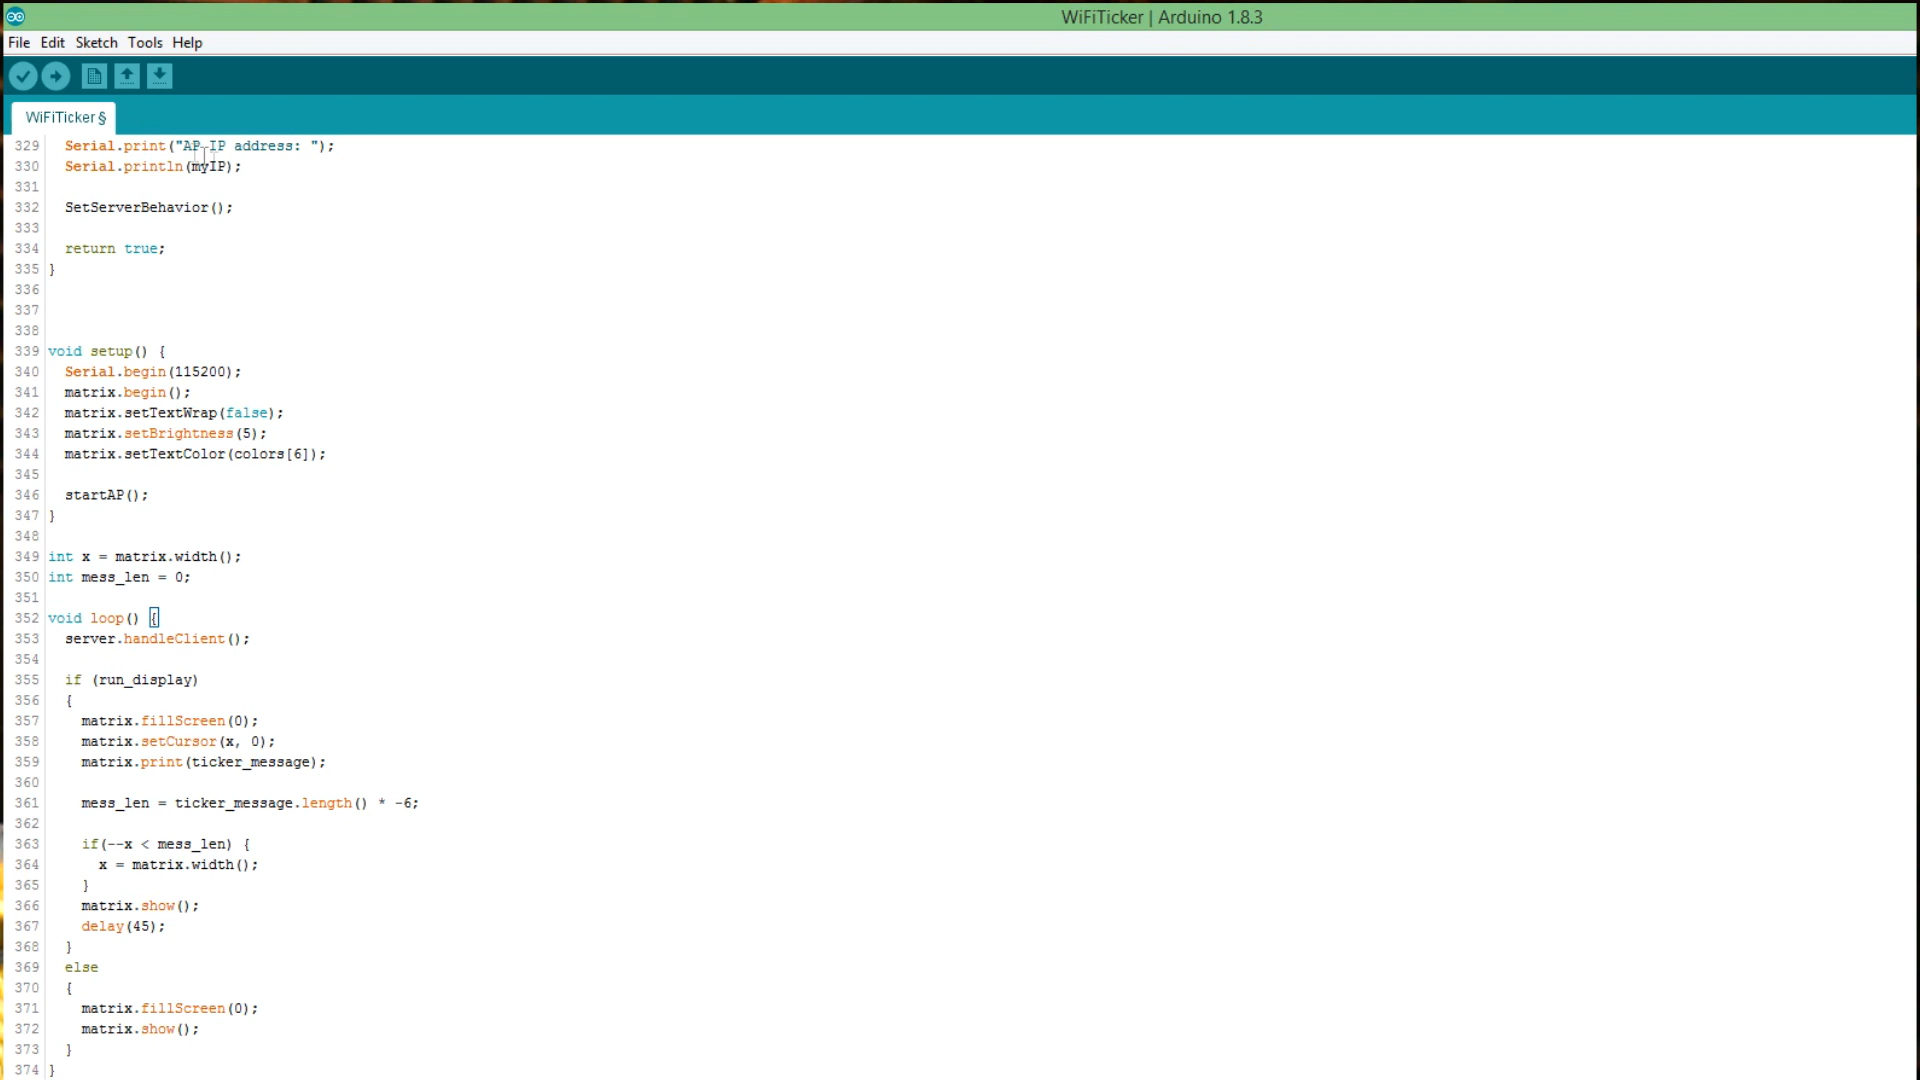 WiFiTicker | Arduino 1.8.3
File Edit Sketch Tools Help
WiFiTicker §
329 Serial.print("AP IP address: ");
330 Serial.println(myIP);
331
332 SetServerBehavior();
333
334 return true;
335 }
336
337
338
339 void setup() {
340 Serial.begin(115200);
341 matrix.begin();
342 matrix.setTextWrap(false);
343 matrix.setBrightness(5);
344 matrix.setTextColor(colors[6]);
345
346 startAP();
347 }
348
349 int x = matrix.width();
350 int mess_len = 0;
351
352 void loop() {
353 server.handleClient();
354
355 if (run_display)
356 {
357 matrix.fillScreen(0);
358 matrix.setCursor(x, 0);
359 matrix.print(ticker_message);
360
361 mess_len = ticker_message.length() * -6;
362
363 if(--x < mess_len) {
364 x = matrix.width();
365 }
366 matrix.show();
367 delay(45);
368 }
369 else
370 {
371 matrix.fillScreen(0);
372 matrix.show();
373 }
374 }